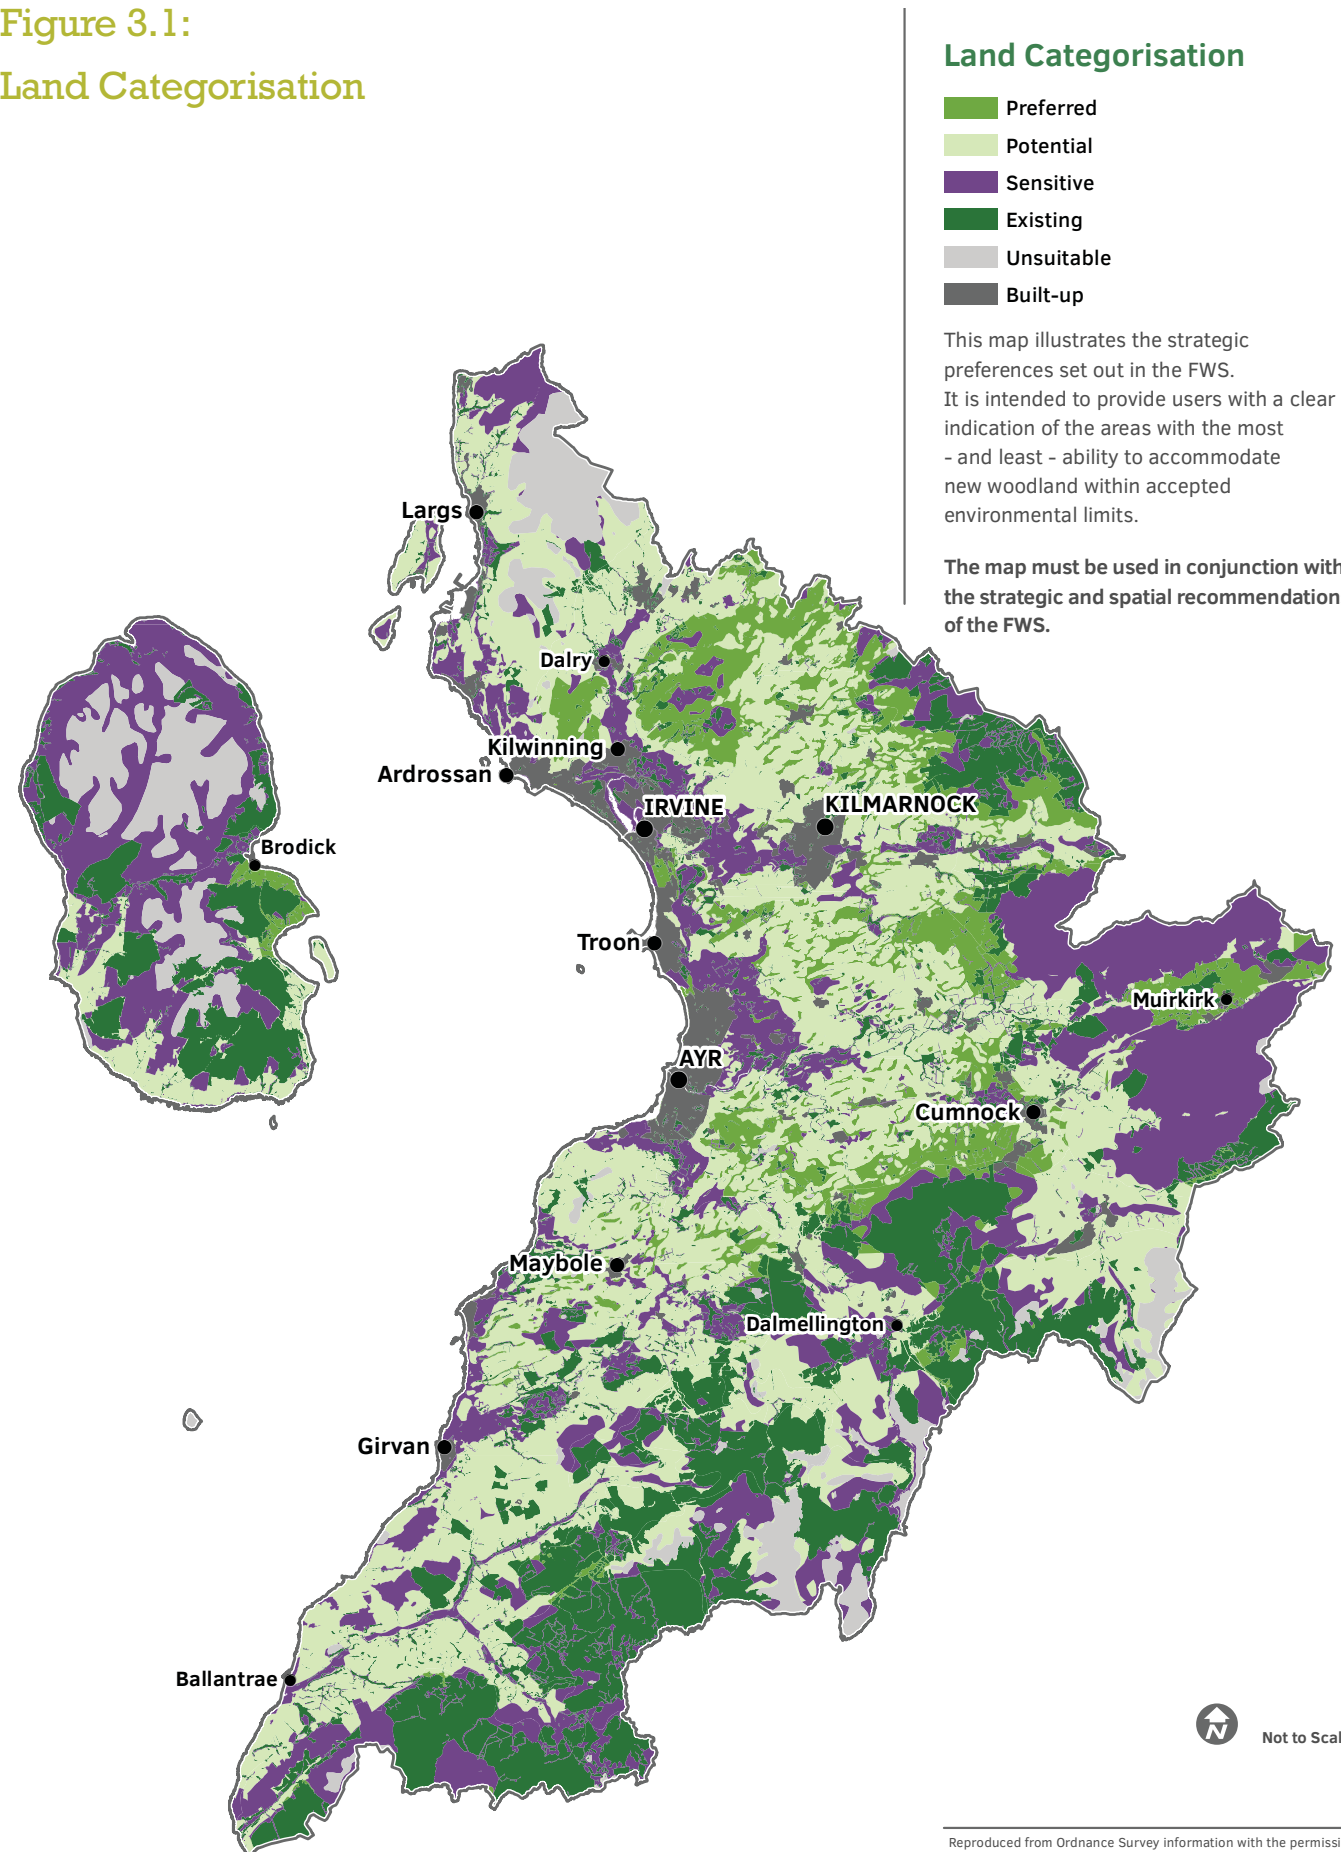 Figure 3.1:
Land Categorisation
Land Categorisation
Preferred
Potential
Sensitive
Existing
Unsuitable
Built-up
This map illustrates the strategic
preferences set out in the FWS.
It is intended to provide users with a clear
indication of the areas with the most
- and least - ability to accommodate
new woodland within accepted
environmental limits.
The map must be used in conjunction with
the strategic and spatial recommendation
of the FWS.
Largs
Dalry
Kilwinning
Ardrossan
IRVINE
KILMARNOCK
Brodick
Troon
Muirkirk
AYR
Cumnock
Maybole
Dalmellington
Girvan
Ballantrae
N
Not to Scal
Reproduced from Ordnance Survey information with the permissi